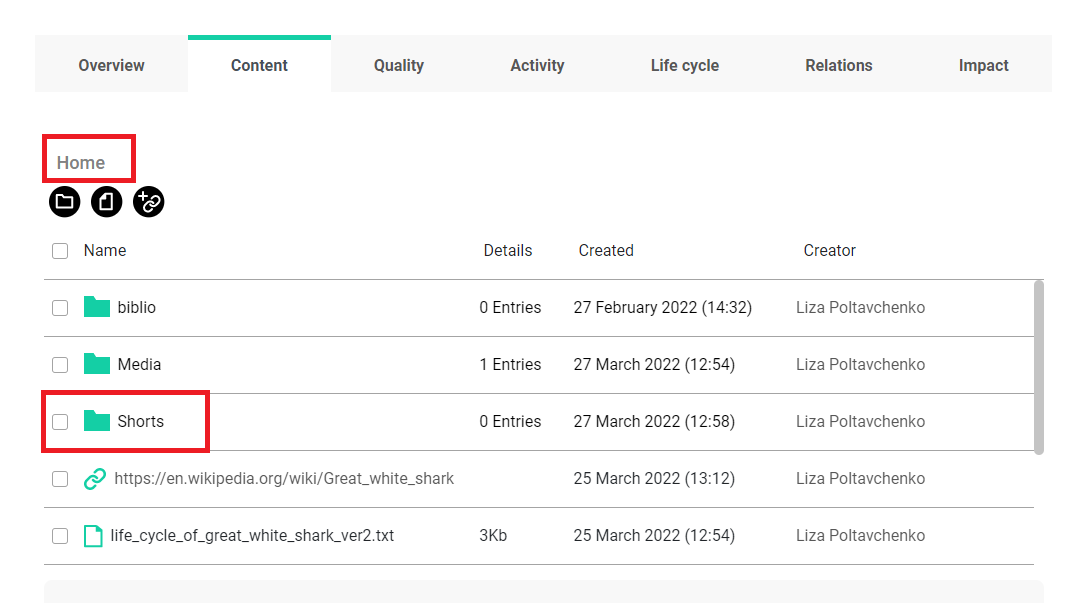 Overview Content Quality Activity Life cycle Relations Impact
Home
Name Details Created Creator
biblio 0 Entries 27 February 2022 (14:32) Liza Poltavchenko
Media 1 Entries 27 March 2022 (12:54) Liza Poltavchenko
Shorts 0 Entries 27 March 2022 (12:58) Liza Poltavchenko
https://en.wikipedia.org/wiki/Great_white_shark 25 March 2022 (13:12) Liza Poltavchenko
life_cycle_of_great_white_shark_ver2.txt 3Kb 25 March 2022 (12:54) Liza Poltavchenko